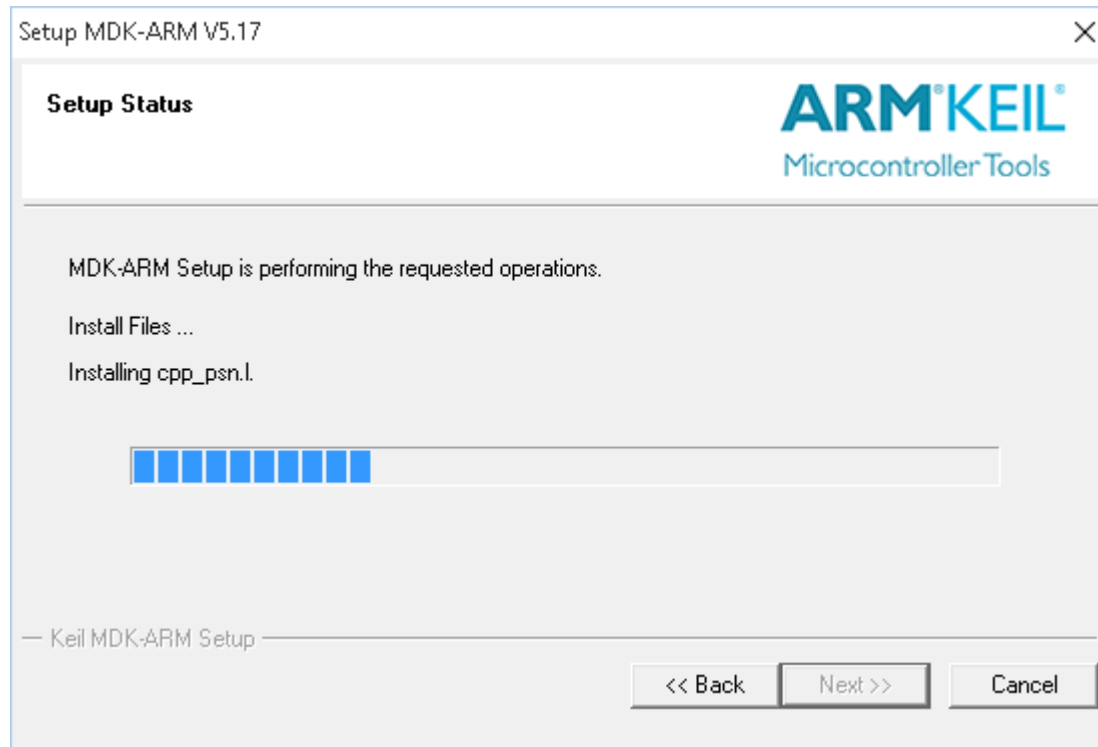 Setup MDK-ARM V5.17
Setup Status
ARM® KEIL®
Microcontroller Tools
MDK-ARM Setup is performing the requested operations.
Install Files ...
Installing cpp_psn.l.
Keil MDK-ARM Setup
<< Back
Next >>
Cancel